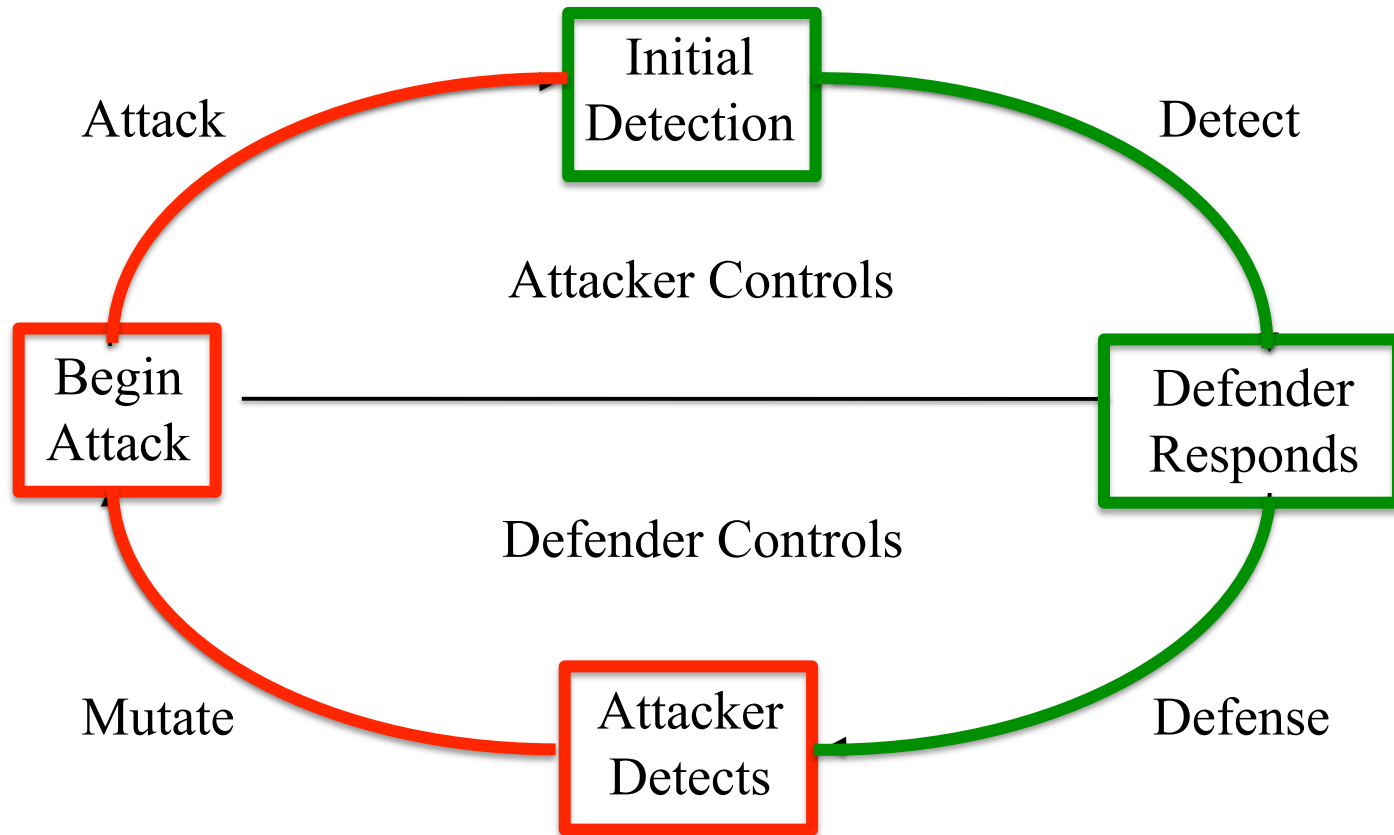 Initial
Detection
Attack
Detect
Attacker Controls
Begin
Attack
Defender
Responds
Defender Controls
Mutate
Attacker
Detects
Defense